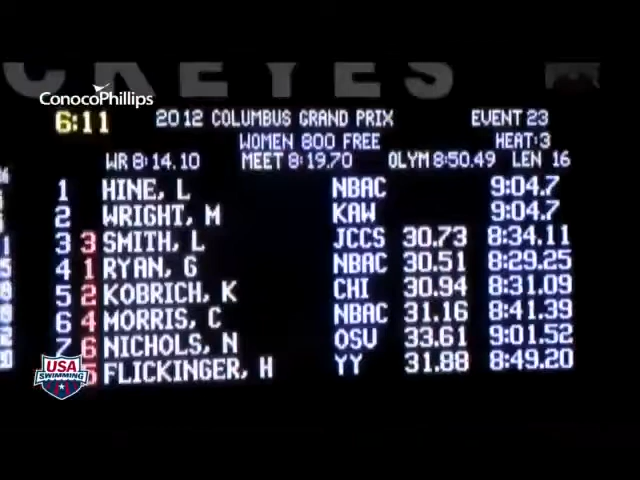 CKEYES
ConocoPhillips
6:11 2012 COLUMBUS GRAND PRIX EVENT 23
WOMEN 800 FREE HEAT:3
WR 8:14.10 MEET 8:19.70 OLYM 8:50.49 LEN 16
1 HINE, L NBAC 9:04.7
2 WRIGHT, M KAW 9:04.7
3 3 SMITH, L JCCS 30.73 8:34.11
4 1 RYAN, G NBAC 30.51 8:29.25
5 2 KOBRICH, K CHI 30.94 8:31.09
6 4 MORRIS, C NBAC 31.16 8:41.39
7 6 NICHOLS, N OSU 33.61 9:01.52
5 FLICKINGER, H YY 31.88 8:49.20
USA
SWIMMING